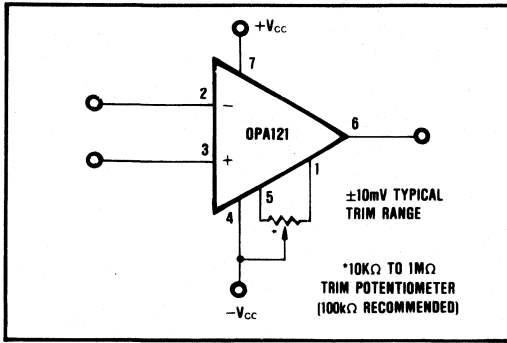 +VCC
7
2
−
OPA121
6
3
+
1
5
4
±10mV TYPICAL
TRIM RANGE
*
*10KΩ TO 1MΩ
TRIM POTENTIOMETER
(100kΩ RECOMMENDED)
−VCC